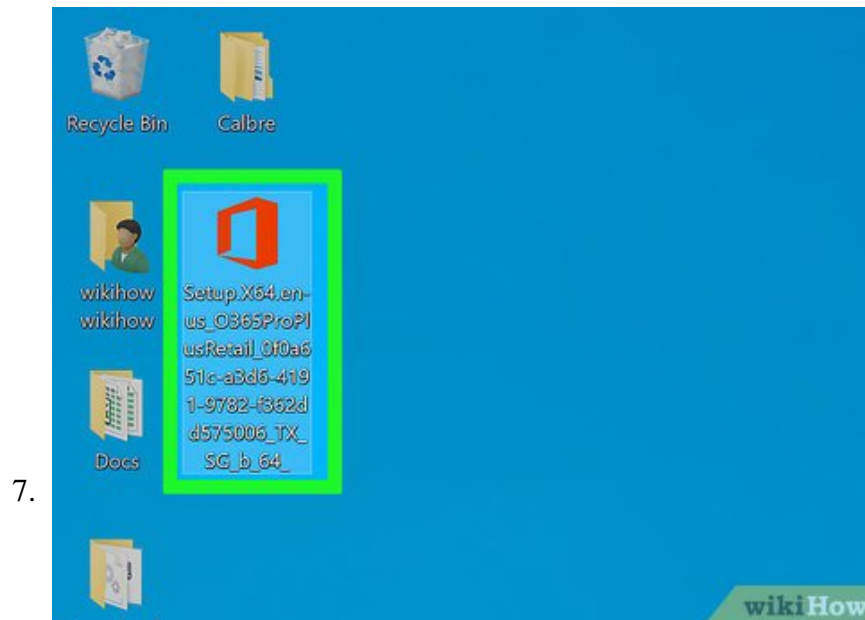 Recycle Bin
Calbre
wikihow
wikihow
Setup.X64.en-
us_O365ProPl
usRetail_0f0a6
51c-a3d6-419
1-9782-f362d
d575006_TX_
SG_b_64_
Docs
7.
wikiHow